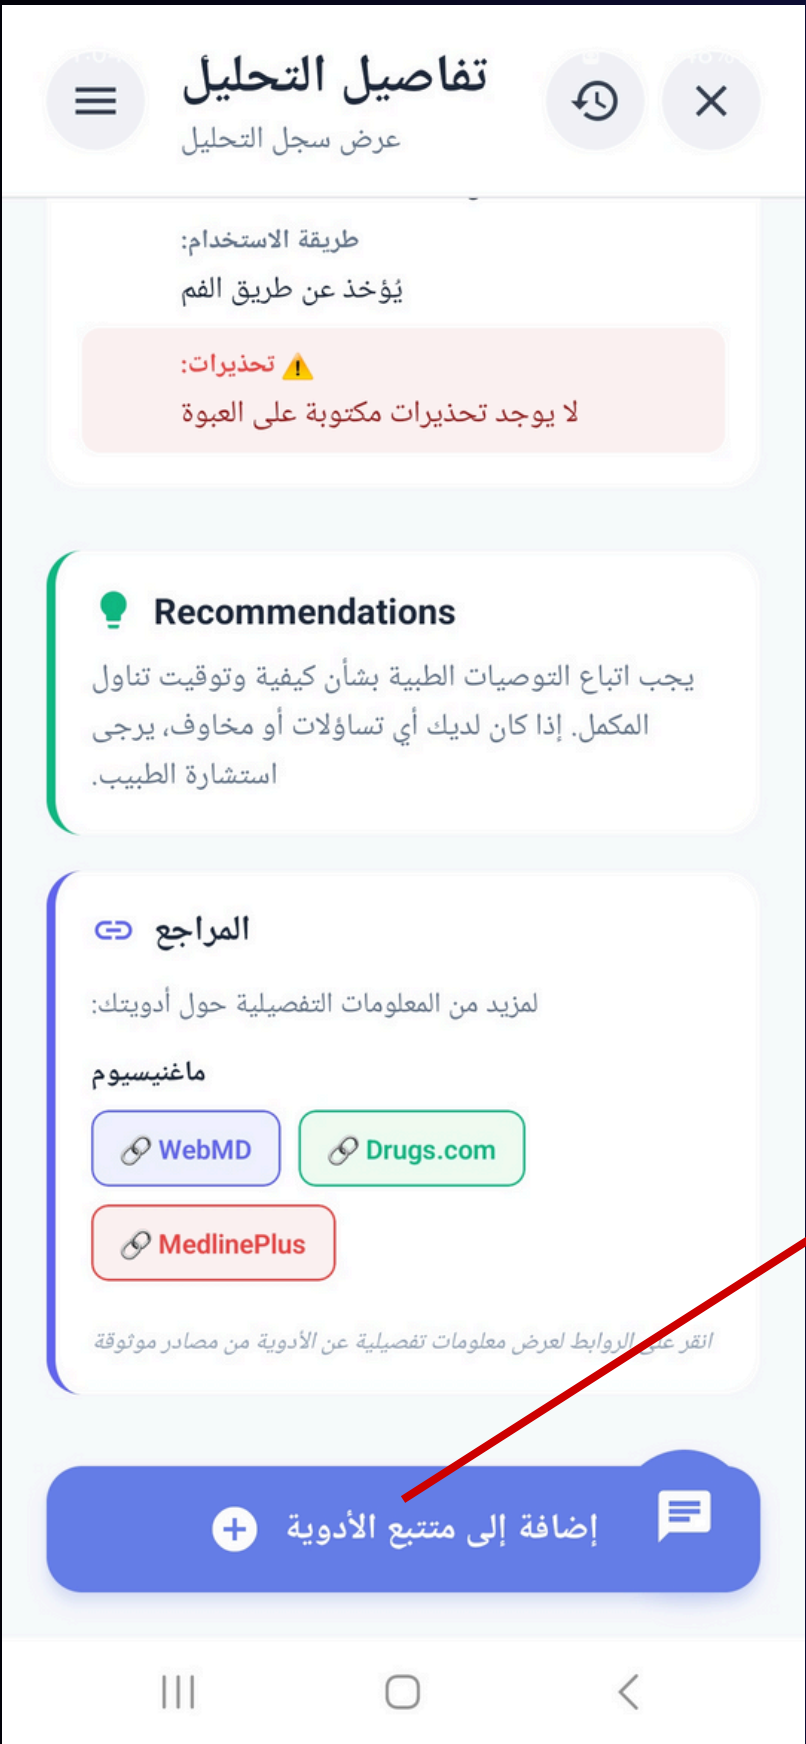 تفاصيل التحليل
عرض سجل التحليل
طريقة الاستخدام:
يُؤخذ عن طريق الفم
⚠️ تحذيرات:
لا يوجد تحذيرات مكتوبة على العبوة
Recommendations
يجب اتباع التوصيات الطبية بشأن كيفية وتوقيت تناول
المكمل. إذا كان لديك أي تساؤلات أو مخاوف، يرجى
استشارة الطبيب.
المراجع
لمزيد من المعلومات التفصيلية حول أدويتك:
ماغنيسيوم
WebMD
Drugs.com
MedlinePlus
انقر على الروابط لعرض معلومات تفصيلية عن الأدوية من مصادر موثوقة
إضافة إلى متتبع الأدوية